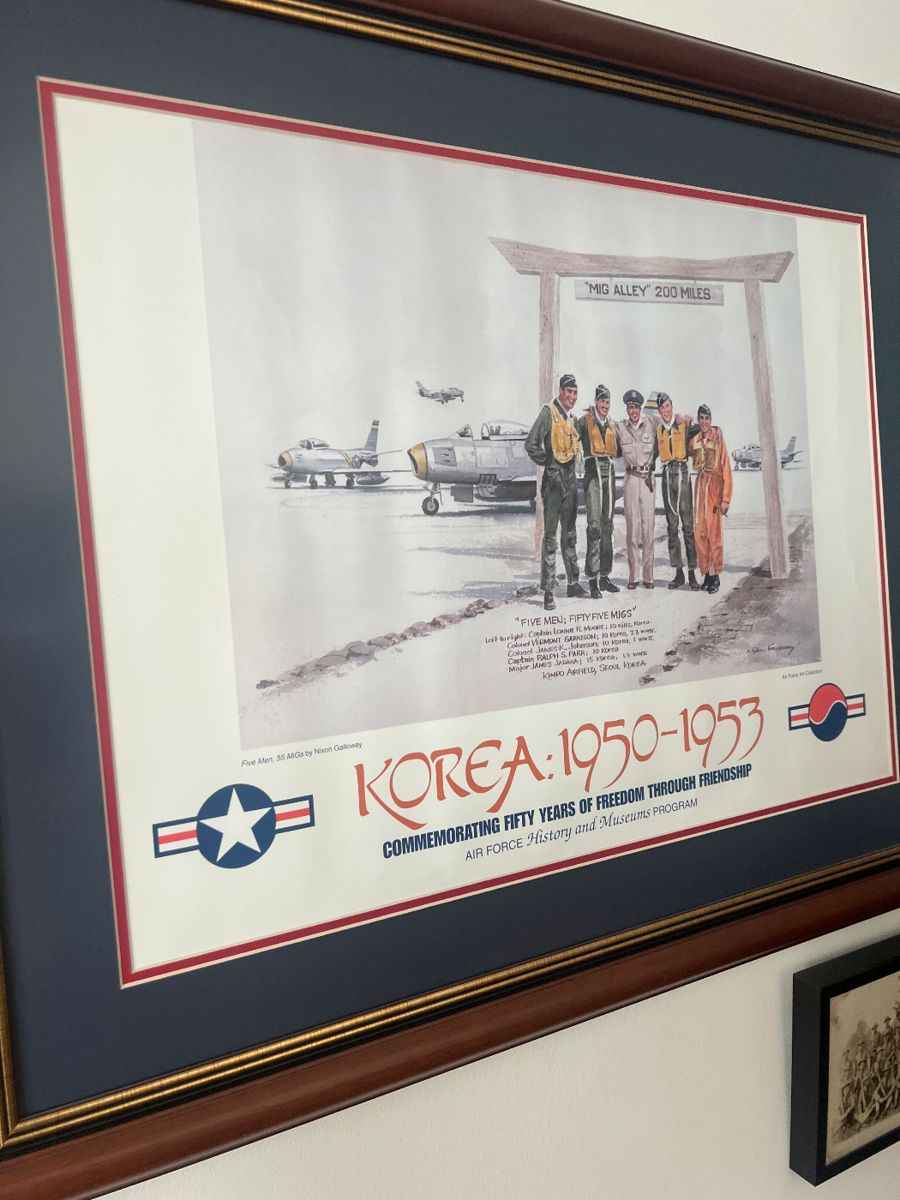 "MIG ALLEY" 200 MILES
"FIVE MEN; FIFTY FIVE MIGS"
Left to right: Captain LONNIE R. MOORE; 10 Kills, Korea.
Colonel VERMONT GARRISON; 10 Korea, 7.3 WWII.
Colonel JAMES K. Johnson; 10 Korea, 1 WWII.
Captain RALPH S. PARR; 10 Korea
Major JAMES JABARA; 15 Korea, 1.5 WWII
KIMPO AIRFIELD, SEOUL KOREA
Nixon Galloway
Air Force Art Collection
Five Men, 55 MiGs by Nixon Galloway
KOREA: 1950-1953
COMMEMORATING FIFTY YEARS OF FREEDOM THROUGH FRIENDSHIP
AIR FORCE History and Museums PROGRAM